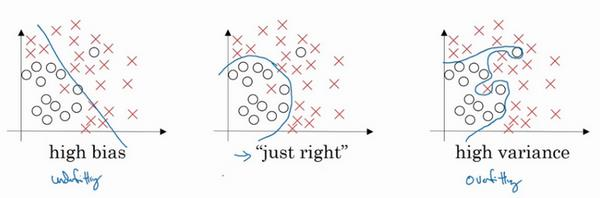 high bias
"just right"
high variance
underfitting
overfitting